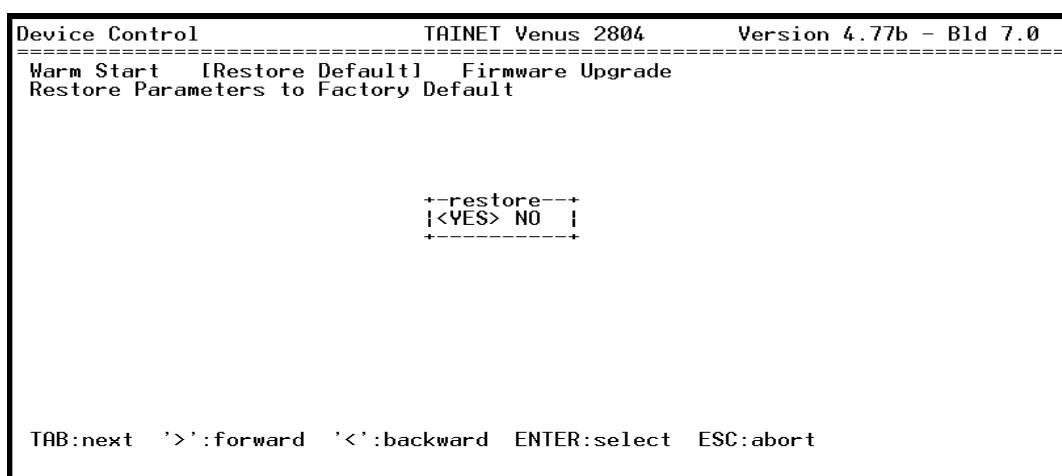 Device Control TAINET Venus 2804 Version 4.77b - Bld 7.0
================================================================================
Warm Start [Restore Default] Firmware Upgrade
Restore Parameters to Factory Default
+-restore--+
|<YES> NO |
+----------+
TAB:next '>':forward '<':backward ENTER:select ESC:abort